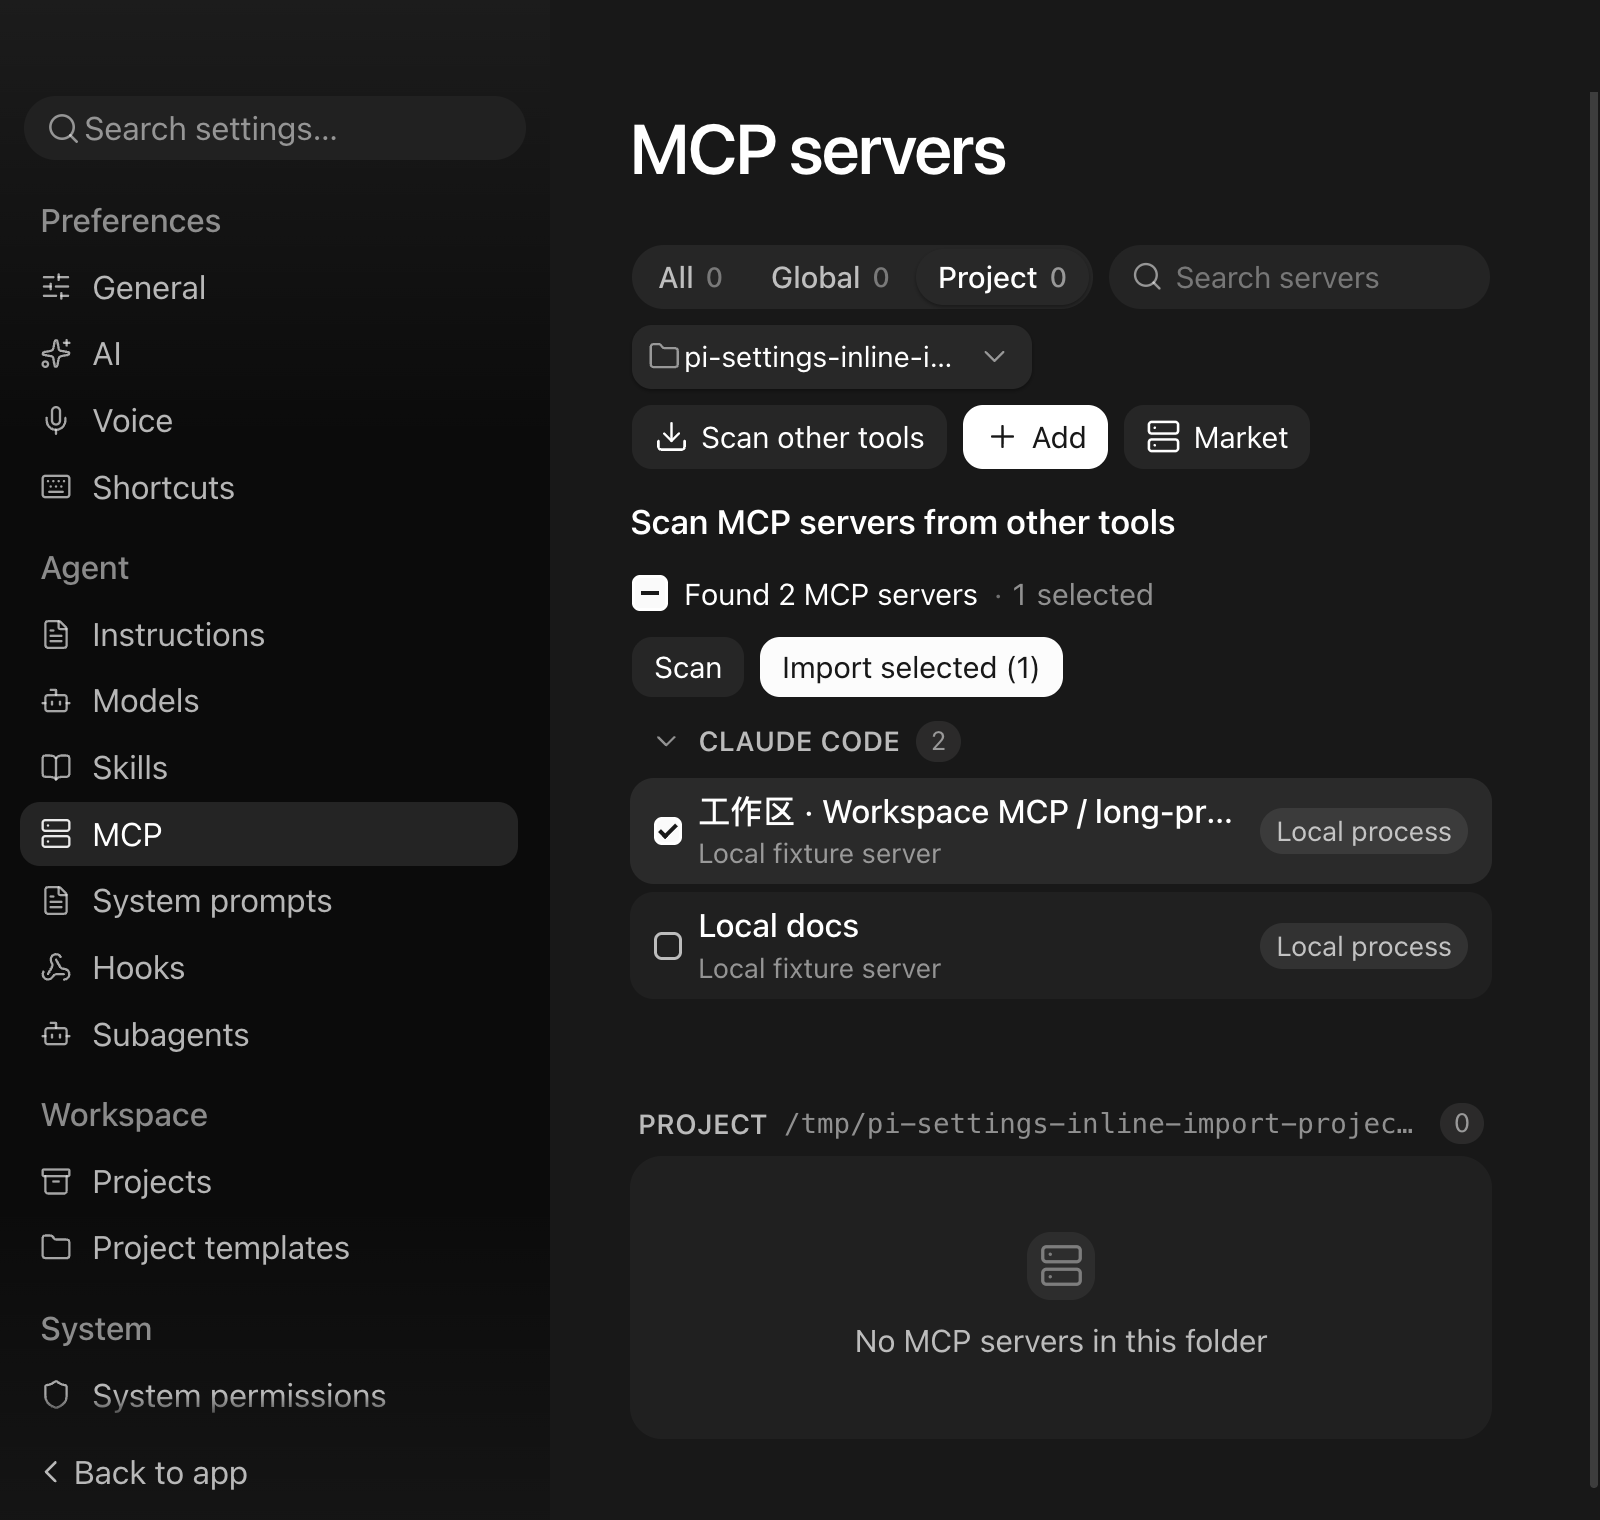 Search settings...
Preferences
General
AI
Voice
Shortcuts
Agent
Instructions
Models
Skills
MCP
System prompts
Hooks
Subagents
Workspace
Projects
Project templates
System
System permissions
Back to app
MCP servers
All 0 Global 0 Project 0
Search servers
pi-settings-inline-i...
Scan other tools
Add
Market
Scan MCP servers from other tools
Found 2 MCP servers · 1 selected
Scan
Import selected (1)
CLAUDE CODE 2
工作区 · Workspace MCP / long-pr...
Local fixture server
Local process
Local docs
Local fixture server
Local process
PROJECT /tmp/pi-settings-inline-import-projec… 0
No MCP servers in this folder